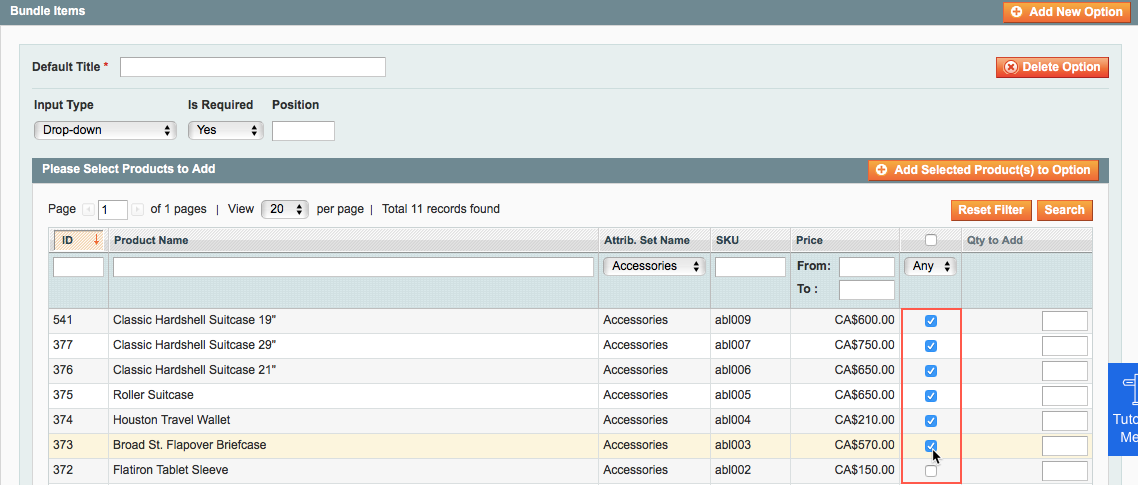 Bundle Items
Add New Option
Default Title *
Delete Option
Input Type Is Required Position
Drop-down Yes
Please Select Products to Add
Add Selected Product(s) to Option
Page 1 of 1 pages | View 20 per page | Total 11 records found
Reset Filter Search
ID Product Name Attrib. Set Name SKU Price Qty to Add
Accessories From: Any
To :
541 Classic Hardshell Suitcase 19" Accessories abl009 CA$600.00
377 Classic Hardshell Suitcase 29" Accessories abl007 CA$750.00
376 Classic Hardshell Suitcase 21" Accessories abl006 CA$650.00
375 Roller Suitcase Accessories abl005 CA$650.00
374 Houston Travel Wallet Accessories abl004 CA$210.00
373 Broad St. Flapover Briefcase Accessories abl003 CA$570.00
372 Flatiron Tablet Sleeve Accessories abl002 CA$150.00
Tuto
Me